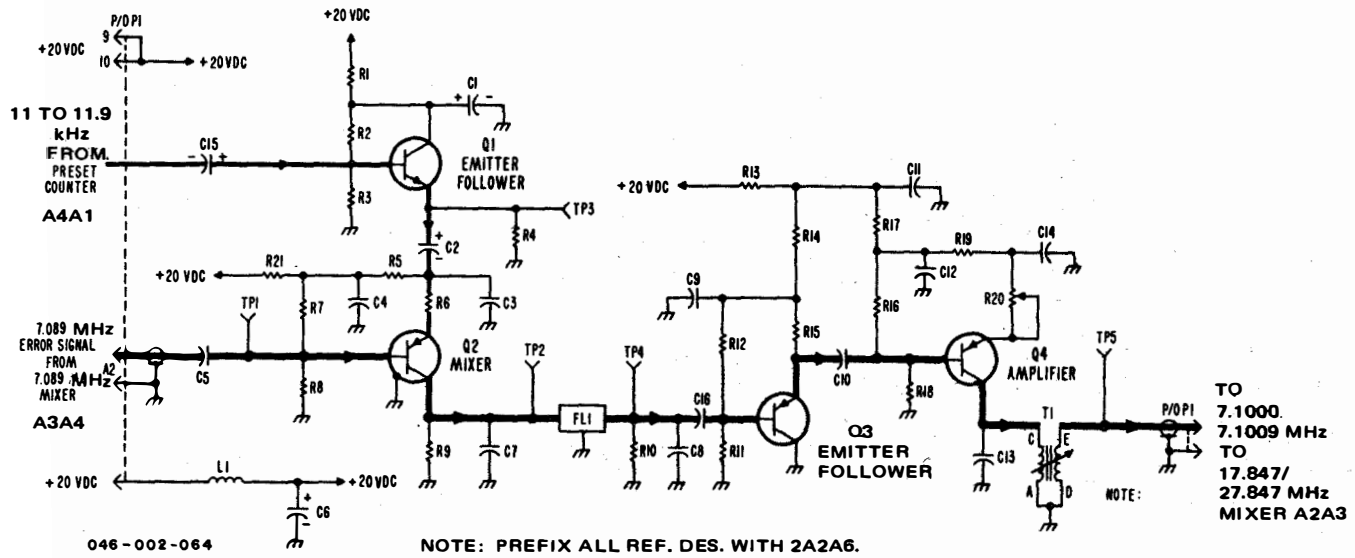 P/O P1
9
+20 VDC
10
+20 VDC
11 TO 11.9
kHz
FROM.
PRESET
COUNTER
A4A1
C15
- +
+20 VDC
R1
R2
R3
C1
+ -
Q1
EMITTER
FOLLOWER
TP3
R4
+
C2
-
+20 VDC
R21
R5
C4
C3
R6
R7
R8
TP1
7.089 MHz
ERROR SIGNAL
FROM
7.089 MHz
MIXER
A2
A3A4
C5
Q2
MIXER
TP2
R9
C7
FL1
TP4
R10
C8
C16
R11
R12
C9
+20 VDC
R13
R14
R15
C11
R17
R16
R19
C12
C14
R20
Q3
EMITTER
FOLLOWER
C10
R18
Q4
AMPLIFIER
C13
T1
C
E
A
D
NOTE:
TP5
P/O P1
TO
7.1000.
7.1009 MHz
TO
17.847/
27.847 MHz
MIXER A2A3
+20 VDC
L1
+20VDC
+
C6
-
046-002-064
NOTE: PREFIX ALL REF. DES. WITH 2A2A6.